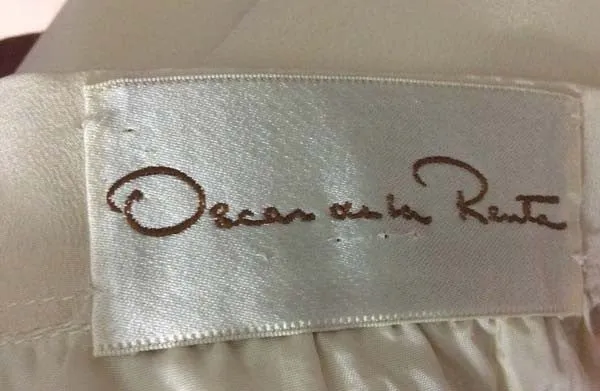 Oscar de la Renta